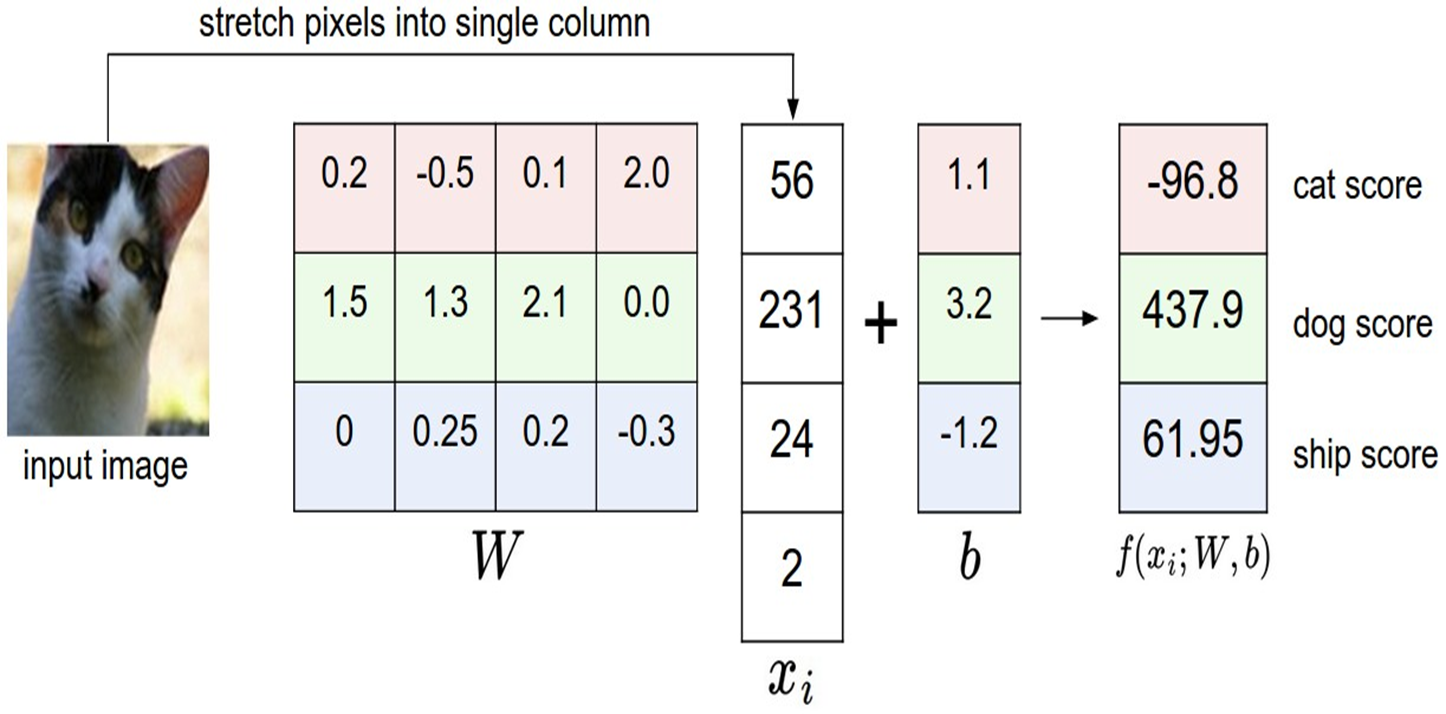 stretch pixels into single column
0.2 -0.5 0.1 2.0 56 1.1 -96.8 cat score
1.5 1.3 2.1 0.0 231 + 3.2 437.9 dog score
0 0.25 0.2 -0.3 24 -1.2 61.95 ship score
input image
W b f(xᵢ; W, b)
2
xᵢ